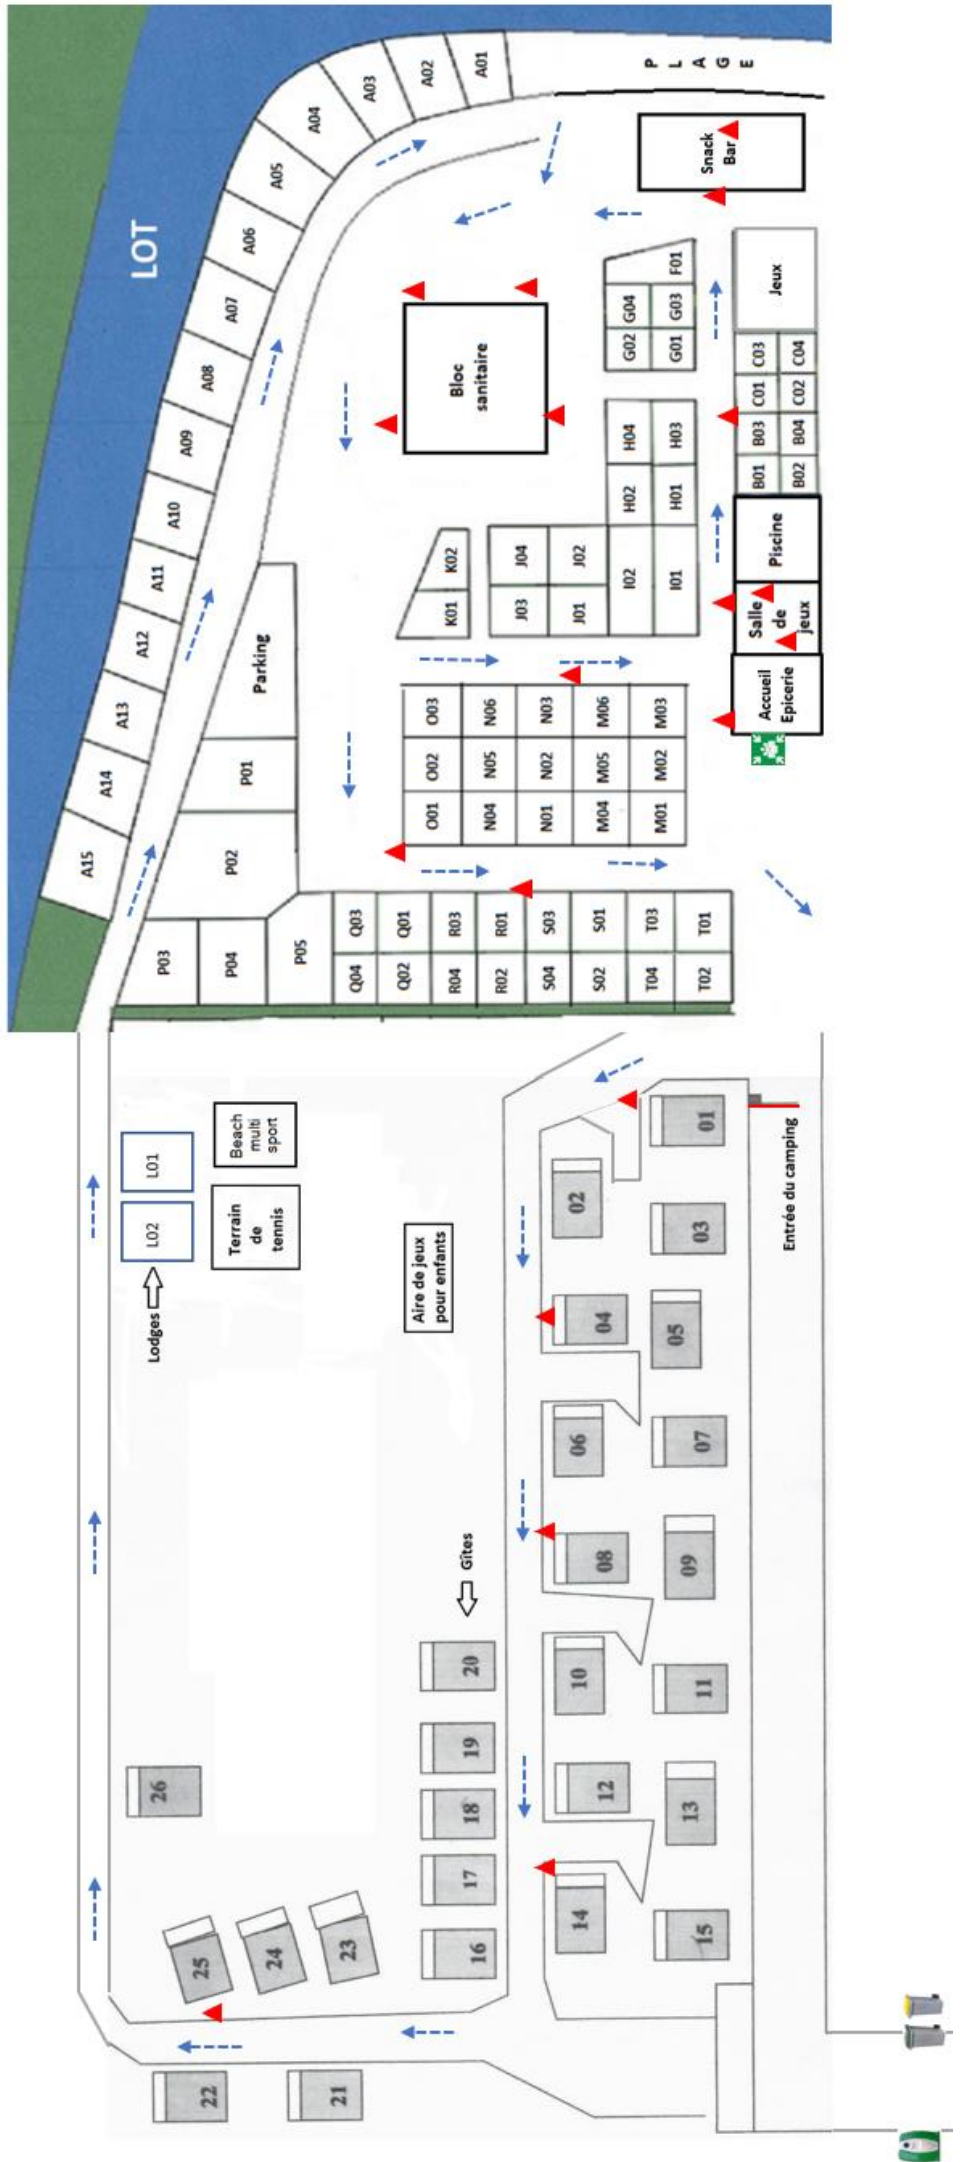 LOT
P L A G E
A01
A02
A03
A04
A05
A06
A07
A08
A09
A10
A11
A12
A13
A14
A15
Snack
Bar
Bloc
sanitaire
F01
G04
G03
G02
G01
Jeux
C03
C04
C01
C02
B03
B04
B01
B02
H04
H03
H02
H01
I02
I01
Piscine
Salle
de
jeux
Accueil
Epicerie
K02
K01
J04
J02
J03
J01
Parking
P01
P02
P03
P04
P05
O03
O02
O01
N06
N05
N04
N03
N02
N01
M06
M05
M04
M03
M02
M01
Q03
Q04
Q01
Q02
R03
R04
R01
R02
S03
S04
S01
S02
T03
T04
T01
T02
L01
L02
Lodges
Beach
multi
sport
Terrain
de
tennis
Aire de jeux
pour enfants
Entrée du camping
Gîtes
01
02
03
04
05
06
07
08
09
10
11
12
13
14
15
16
17
18
19
20
21
22
23
24
25
26